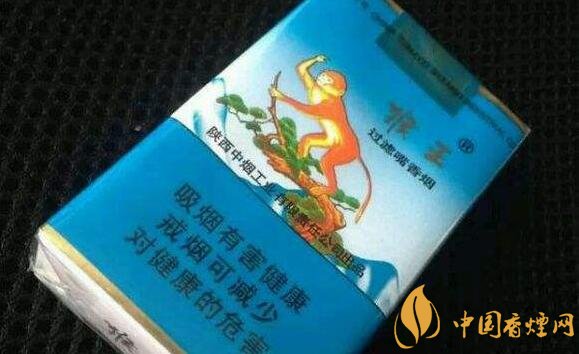 猴王®
过滤嘴香烟
陕西中烟工业有限责任公司出品
吸烟有害健康
戒烟可减少
对健康的危害
猴
中国香烟网